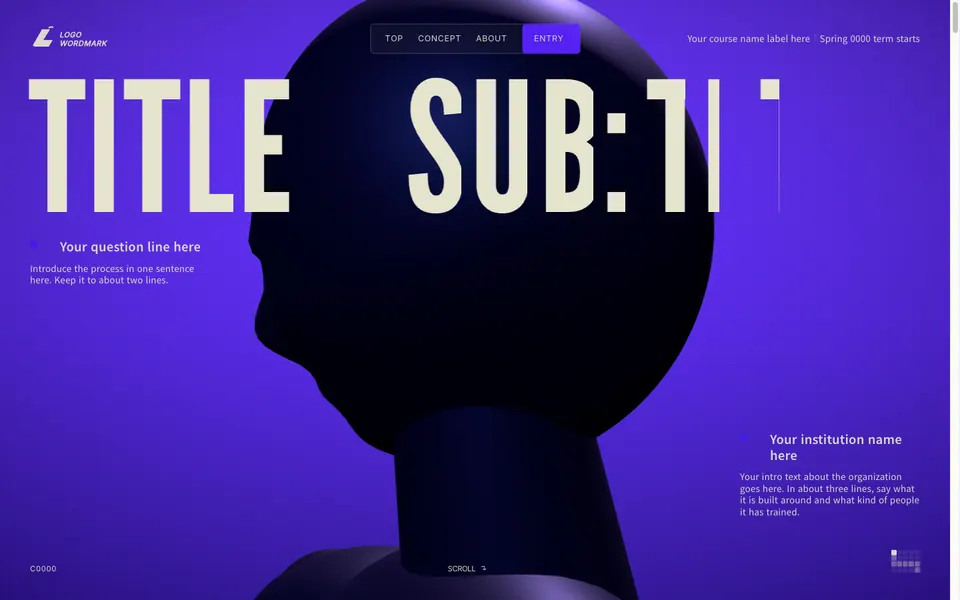 LOGO
WORDMARK
TOP CONCEPT ABOUT ENTRY
Your course name label here Spring 0000 term starts
TITLE SUB: TI
Your question line here
Introduce the process in one sentence
here. Keep it to about two lines.
Your institution name
here
Your intro text about the organization
goes here. In about three lines, say what
it is built around and what kind of people
it has trained.
C0000
SCROLL